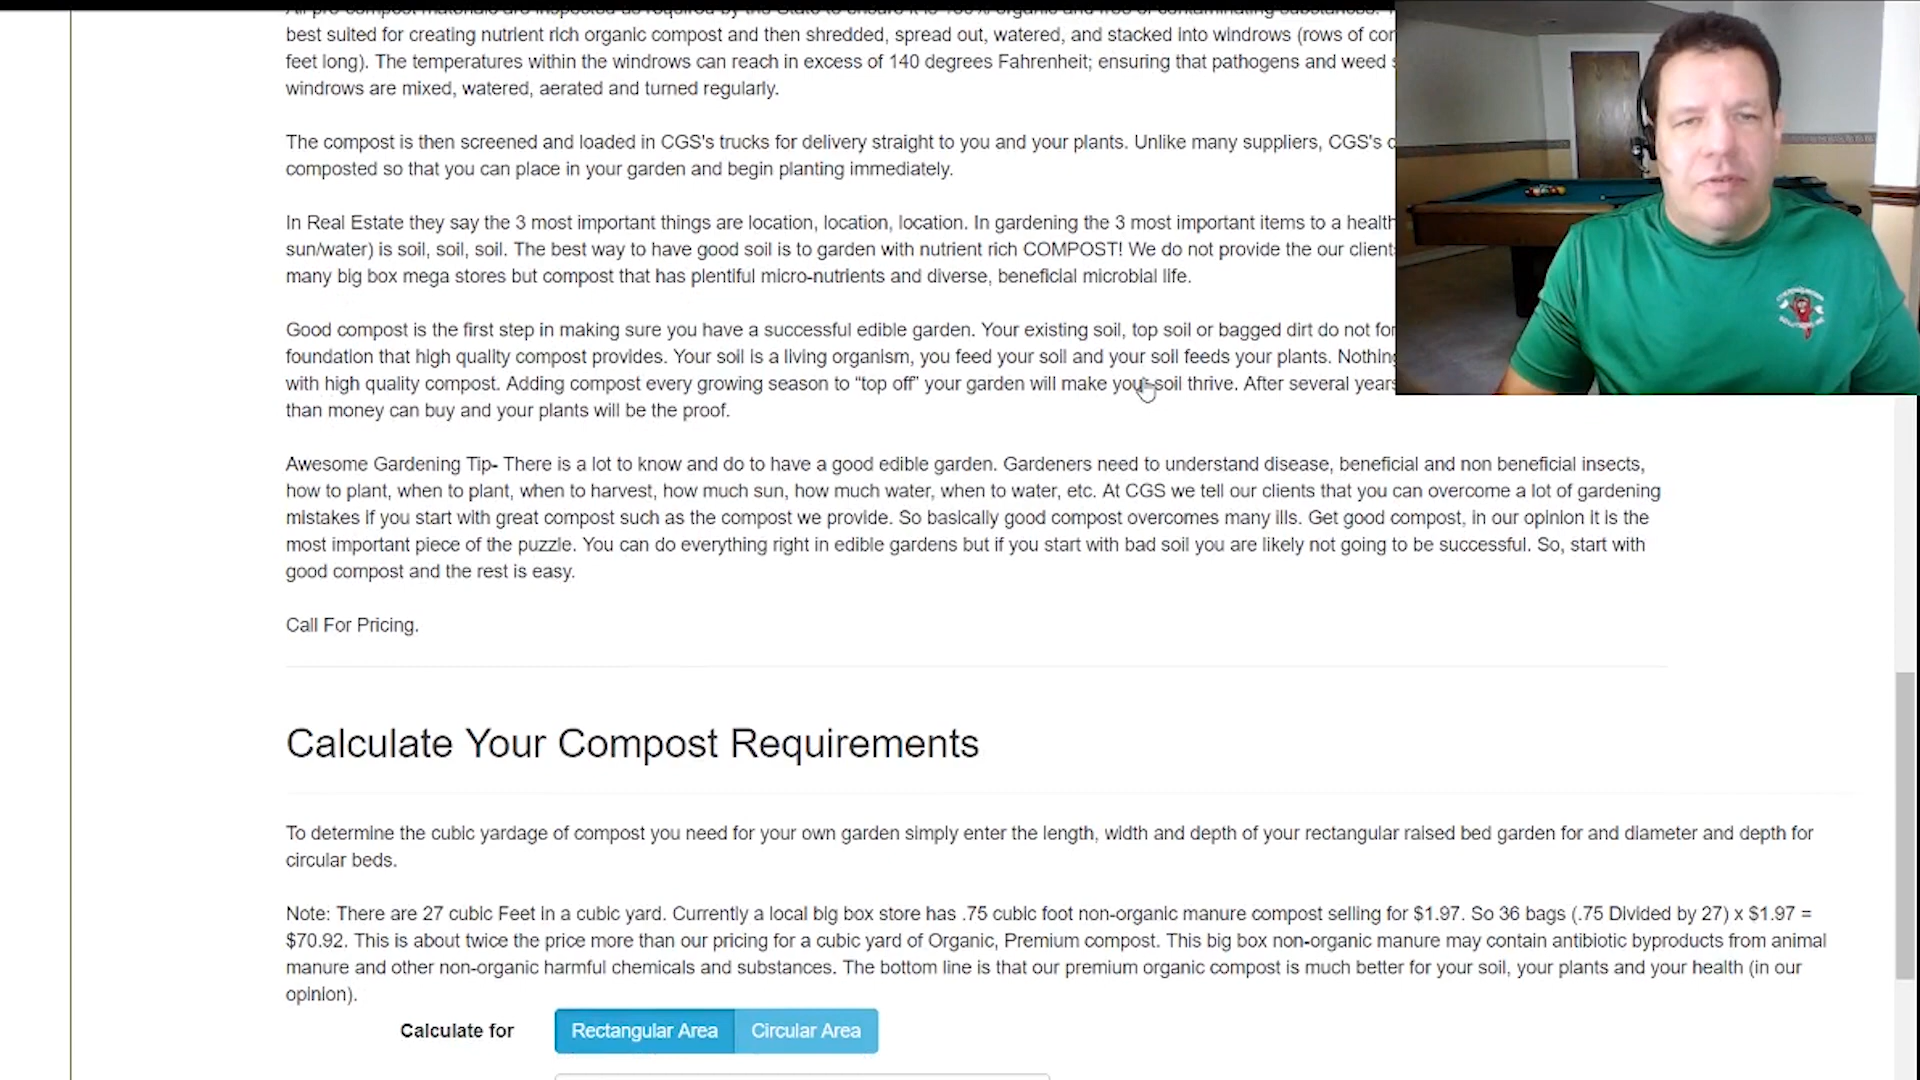 All pre-compost materials are inspected as required by the State to ensure it is 100% organic and free of contaminating substances.
best suited for creating nutrient rich organic compost and then shredded, spread out, watered, and stacked into windrows (rows of
feet long). The temperatures within the windrows can reach in excess of 140 degrees Fahrenheit; ensuring that pathogens and weed
windrows are mixed, watered, aerated and turned regularly.
The compost is then screened and loaded in CGS's trucks for delivery straight to you and your plants. Unlike many suppliers, CGS's
composted so that you can place in your garden and begin planting immediately.
In Real Estate they say the 3 most important things are location, location, location. In gardening the 3 most important items to a
sun/water) is soil, soil, soil. The best way to have good soil is to garden with nutrient rich COMPOST! We do not provide the our
many big box mega stores but compost that has plentiful micro-nutrients and diverse, beneficial microbial life.
Good compost is the first step in making sure you have a successful edible garden. Your existing soil, top soil or bagged dirt do not
foundation that high quality compost provides. Your soil is a living organism, you feed your soil and your soil feeds your plants.
with high quality compost. Adding compost every growing season to “top off” your garden will make your soil thrive. After several years
than money can buy and your plants will be the proof.
Awesome Gardening Tip- There is a lot to know and do to have a good edible garden. Gardeners need to understand disease, beneficial and non beneficial insects,
how to plant, when to plant, when to harvest, how much sun, how much water, when to water, etc. At CGS we tell our clients that you can overcome a lot of gardening
mistakes if you start with great compost such as the compost we provide. So basically good compost overcomes many ills. Get good compost, in our opinion it is the
most important piece of the puzzle. You can do everything right in edible gardens but if you start with bad soil you are likely not going to be successful. So, start with
good compost and the rest is easy.
Call For Pricing.
Calculate Your Compost Requirements
To determine the cubic yardage of compost you need for your own garden simply enter the length, width and depth of your rectangular raised bed garden for and diameter and depth for
circular beds.
Note: There are 27 cubic Feet in a cubic yard. Currently a local big box store has .75 cubic foot non-organic manure compost selling for $1.97. So 36 bags (.75 Divided by 27) x $1.97 =
$70.92. This is about twice the price more than our pricing for a cubic yard of Organic, Premium compost. This big box non-organic manure may contain antibiotic byproducts from animal
manure and other non-organic harmful chemicals and substances. The bottom line is that our premium organic compost is much better for your soil, your plants and your health (in our
opinion).
Calculate for Rectangular Area Circular Area